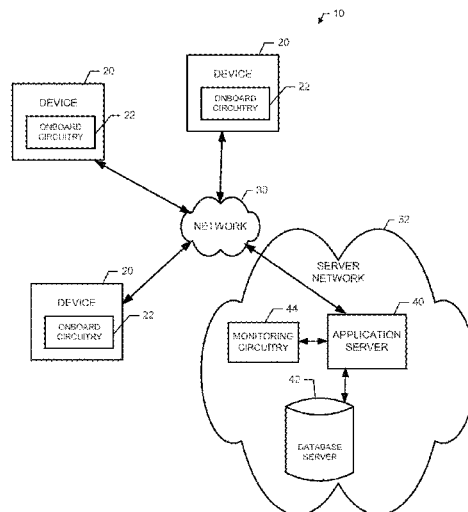 10
20
DEVICE
22
ONBOARD
CIRCUITRY
20
DEVICE
22
ONBOARD
CIRCUITRY
30
NETWORK
32
20
DEVICE
ONBOARD
CIRCUITRY
22
SERVER
NETWORK
44
40
MONITORING
CIRCUITRY
APPLICATION
SERVER
DATABASE
SERVER